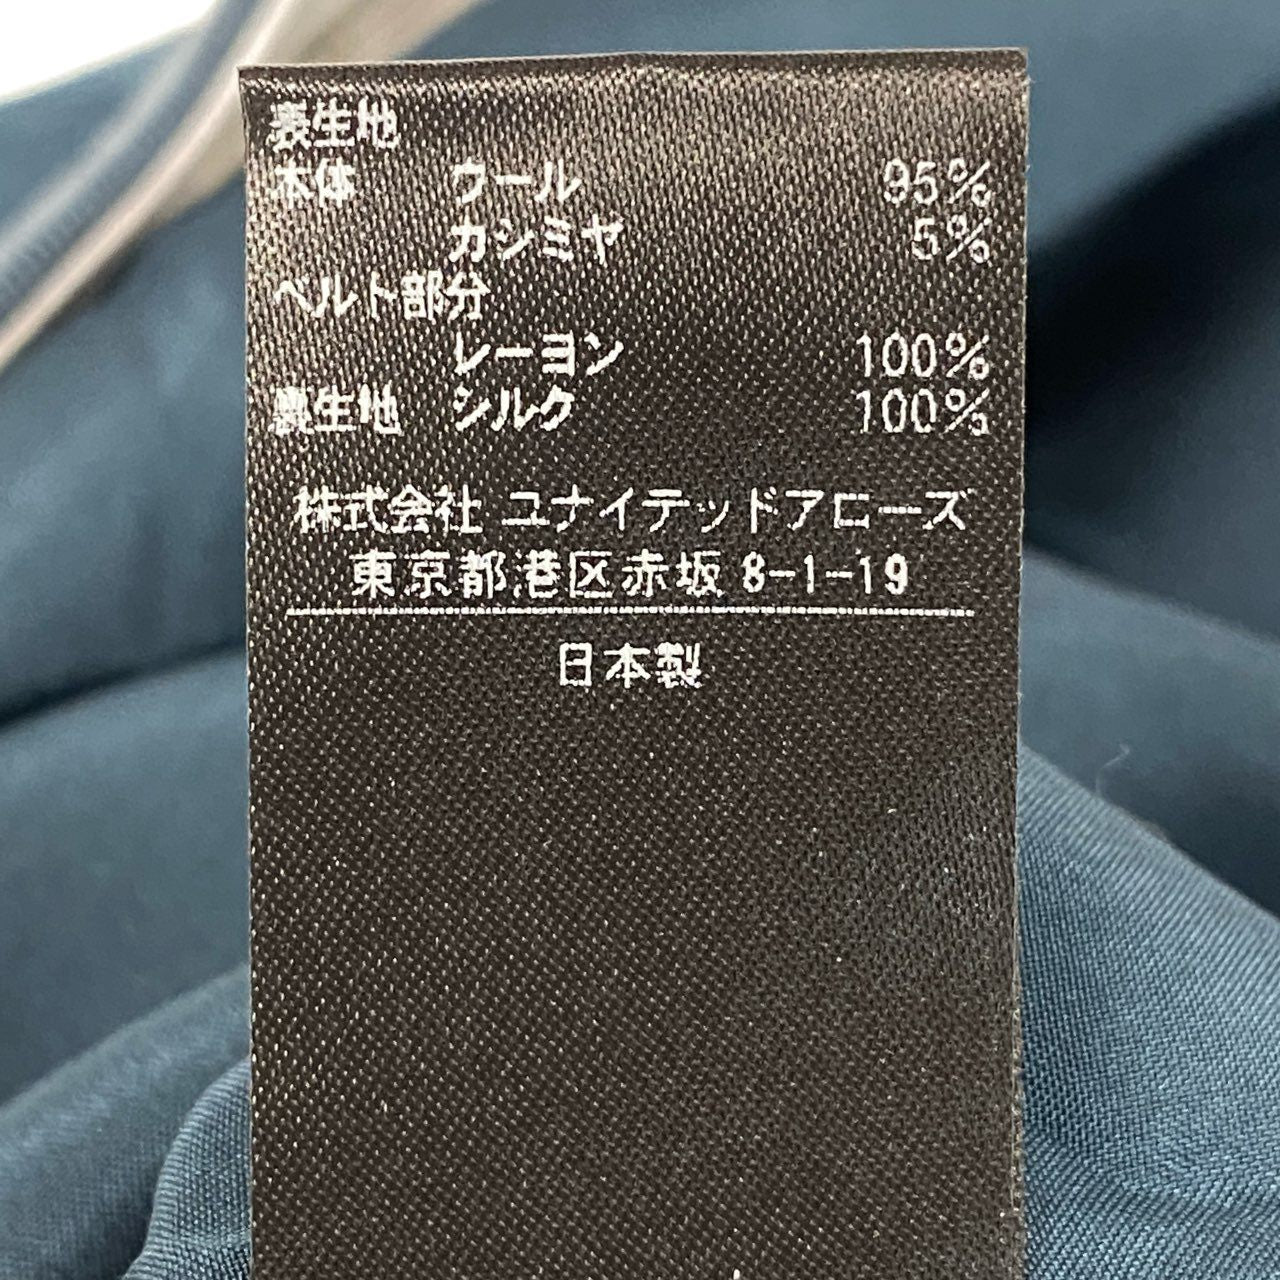 表生地
本体 ウール 95%
カシミヤ 5%
ベルト部分
レーヨン 100%
裏生地 シルク 100%
株式会社 ユナイテッドアローズ
東京都港区赤坂8-1-19
日本製